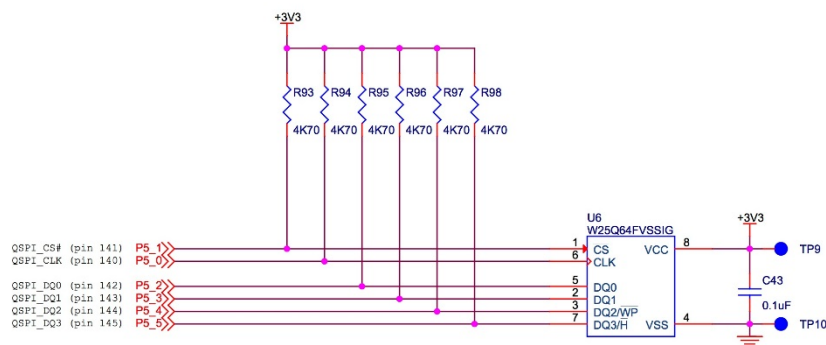 +3V3
R93 R94 R95 R96 R97 R98
4K70 4K70 4K70 4K70 4K70 4K70
U6
W25Q64FVSSIG
+3V3
QSPI_CS# (pin 141) P5_1 1 CS VCC 8 TP9
QSPI_CLK (pin 140) P5_0 6 CLK
C43
QSPI_DQ0 (pin 142) P5_2 5 DQ0
QSPI_DQ1 (pin 143) P5_3 2 DQ1
0.1uF
QSPI_DQ2 (pin 144) P5_4 3 DQ2/WP
QSPI_DQ3 (pin 145) P5_5 7 DQ3/H VSS 4 TP10